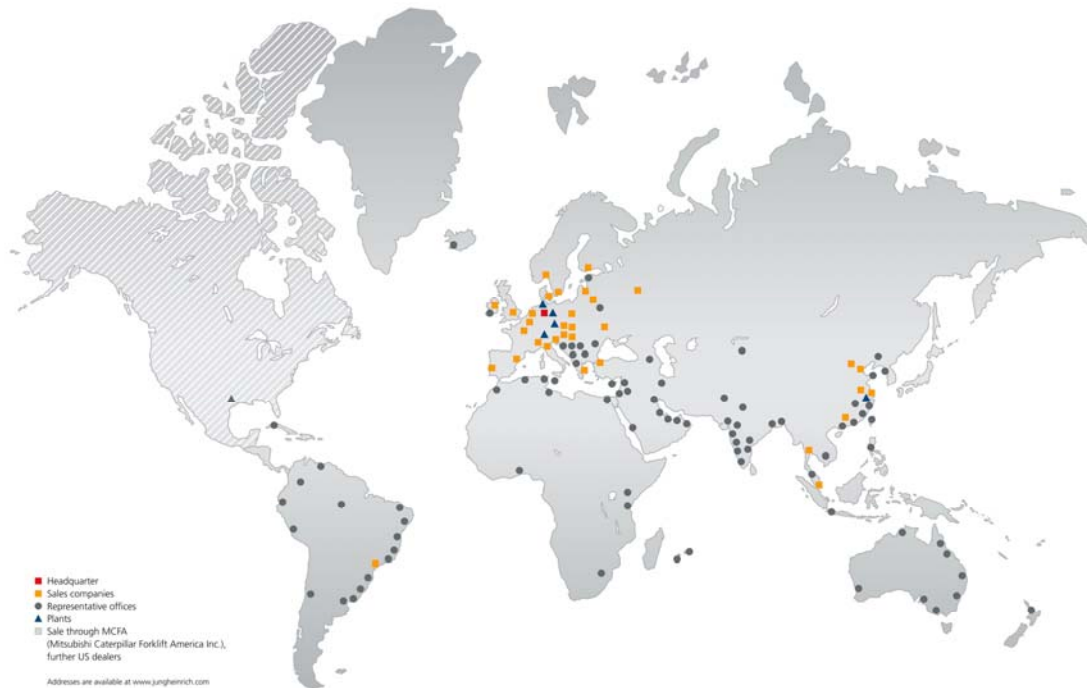 Headquarter
Sales companies
Representative offices
Plants
Sale through MCFA
(Mitsubishi Caterpillar Forklift America Inc.),
further US dealers
Addresses are available at www.jungheinrich.com